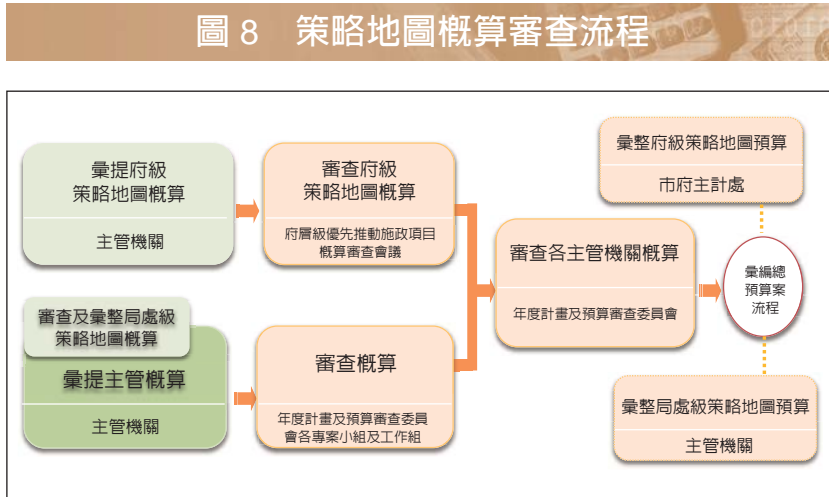 圖 8　策略地圖概算審查流程
彙提府級
策略地圖概算
主管機關
審查府級
策略地圖概算
府層級優先推動施政項目
概算審查會議
審查及彙整局處級
策略地圖概算
彙提主管概算
主管機關
審查概算
年度計畫及預算審查委員
會各專案小組及工作組
審查各主管機關概算
年度計畫及預算審查委員會
彙整府級策略地圖預算
市府主計處
彙編總
預算案
流程
彙整局處級策略地圖預算
主管機關